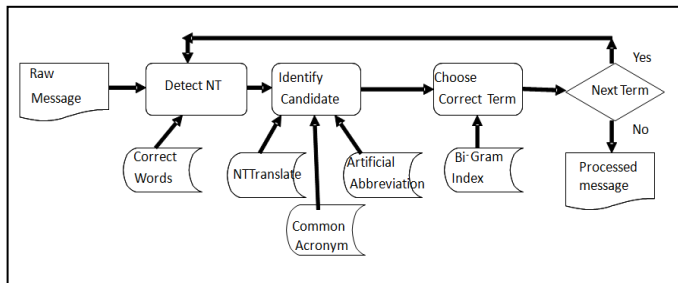 Raw
Message
Detect NT
Identify
Candidate
Choose
Correct Term
Next Term
Yes
No
Correct
Words
NTTranslate
Common
Acronym
Artificial
Abbreviation
Bi-Gram
Index
Processed
message